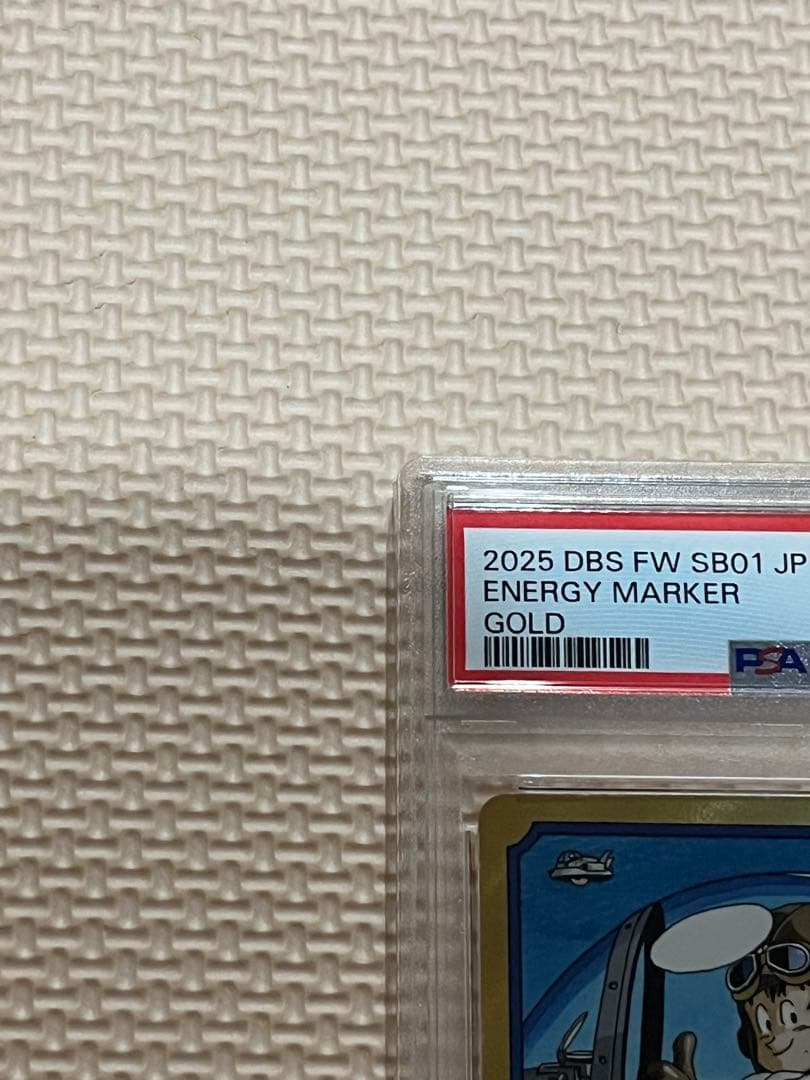 2025 DBS FW SB01 JP
ENERGY MARKER
GOLD
PSA